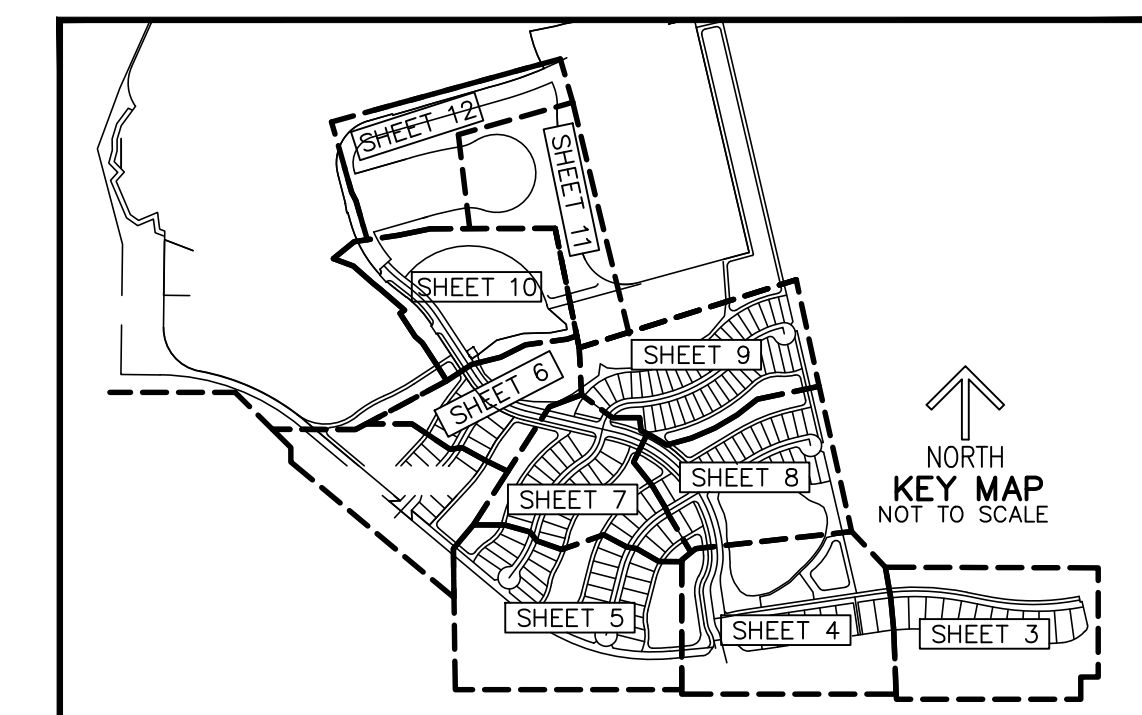 SHEET 12
SHEET 11
SHEET 10
SHEET 9
SHEET 6
NORTH
KEY MAP
NOT TO SCALE
SHEET 8
SHEET 7
SHEET 5
SHEET 4
SHEET 3